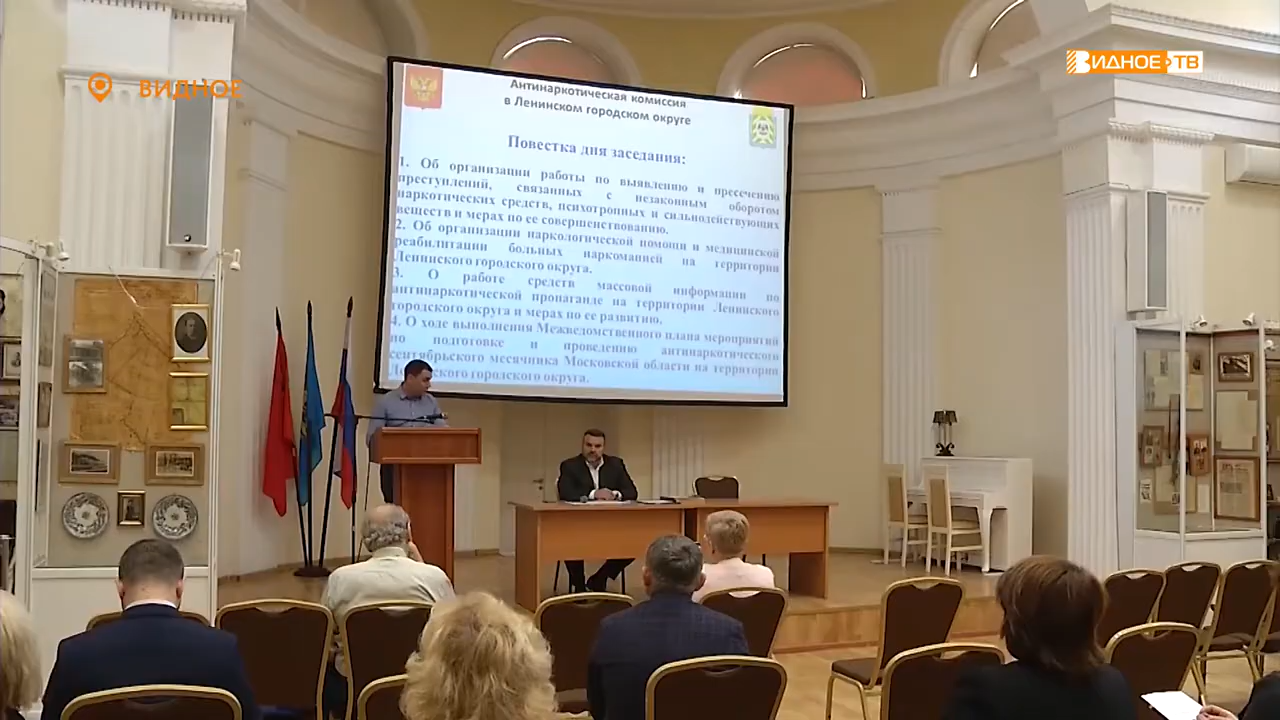 ВИДНОЕ
ВИДНОЕ ТВ
Антинаркотическая комиссия
в Ленинском городском округе
Повестка дня заседания:
1. Об организации работы по выявлению и пресечению
преступлений, связанных с незаконным оборотом
наркотических средств, психотропных и сильнодействующих
веществ и мерах по ее совершенствованию.
2. Об организации наркологической помощи и медицинской
реабилитации больных наркоманией на территории
Ленинского городского округа.
3. О работе средств массовой информации по
антинаркотической пропаганде на территории Ленинского
городского округа и мерах по ее развитию.
4. О ходе выполнения Межведомственного плана мероприятий
по подготовке и проведению антинаркотического
сентябрьского месячника Московской области на территории
Ленинского городского округа.